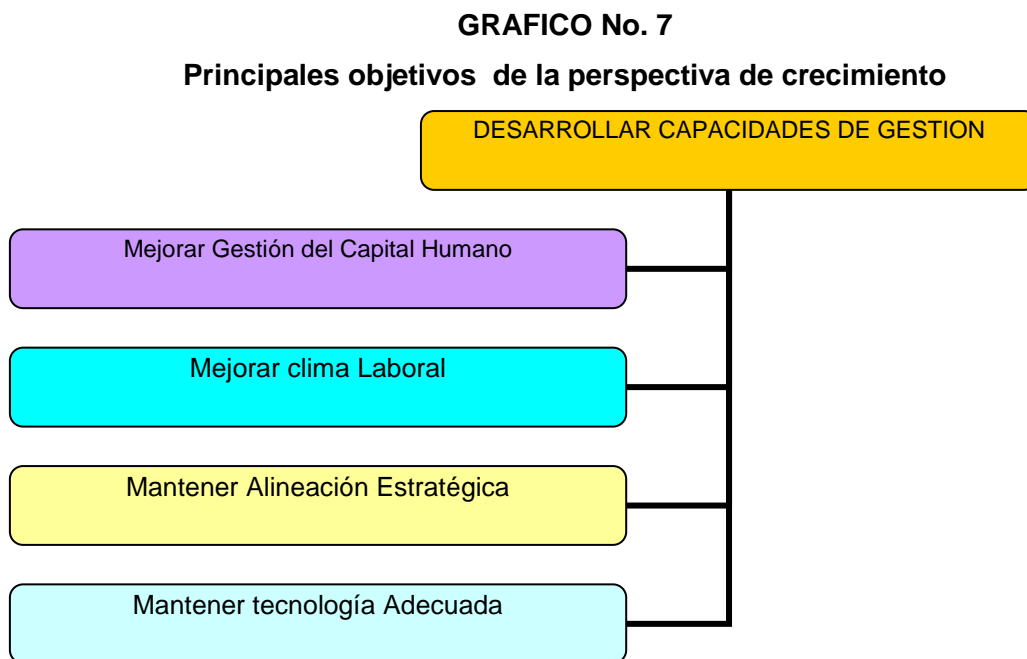 GRAFICO No. 7
Principales objetivos de la perspectiva de crecimiento
DESARROLLAR CAPACIDADES DE GESTION
Mejorar Gestión del Capital Humano
Mejorar clima Laboral
Mantener Alineación Estratégica
Mantener tecnología Adecuada